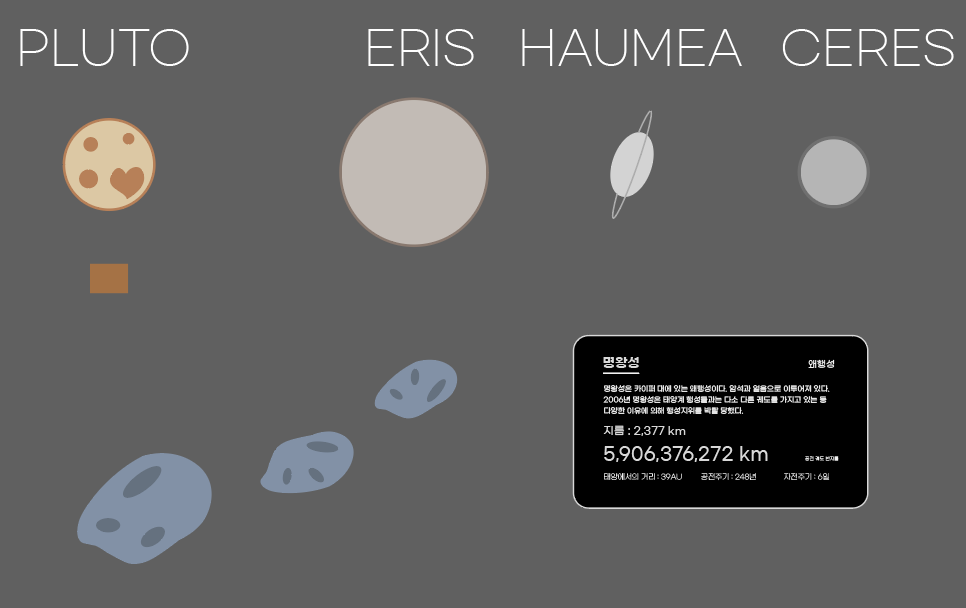 PLUTO ERIS HAUMEA CERES
명왕성 왜행성
명왕성은 카이퍼 대에 있는 왜행성이다. 암석과 얼음으로 이루어져 있다.
2006년 명왕성은 태양계 행성들과는 다소 다른 궤도를 가지고 있는 등
다양한 이유에 의해 행성지위를 박탈 당했다.
지름 : 2,377 km
5,906,376,272 km 공전 궤도 반지름
태양에서의 거리 : 39AU 공전주기 : 248년 자전주기 : 6일